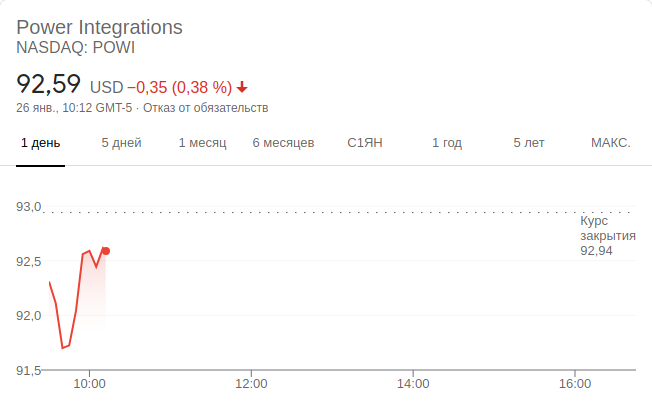 Power Integrations
NASDAQ: POWI
92,59 USD −0,35 (0,38 %)
26 янв., 10:12 GMT-5 · Отказ от обязательств
1 день 5 дней 1 месяц 6 месяцев С1ЯН 1 год 5 лет МАКС.
93,0
Курс
закрытия
92,94
92,5
92,0
91,5
10:00 12:00 14:00 16:00